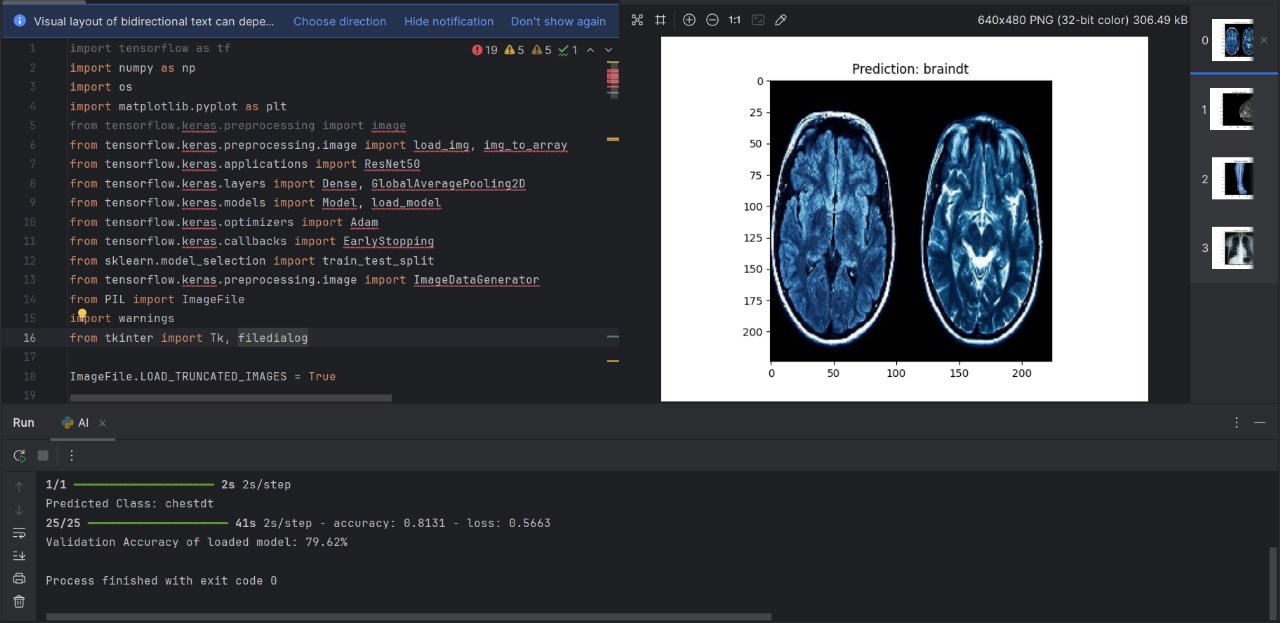 Visual layout of bidirectional text can depe... Choose direction Hide notification Don't show again
19 5 5 1
1 import tensorflow as tf
2 import numpy as np
3 import os
4 import matplotlib.pyplot as plt
5 from tensorflow.keras.preprocessing import image
6 from tensorflow.keras.preprocessing.image import load_img, img_to_array
7 from tensorflow.keras.applications import ResNet50
8 from tensorflow.keras.layers import Dense, GlobalAveragePooling2D
9 from tensorflow.keras.models import Model, load_model
10 from tensorflow.keras.optimizers import Adam
11 from tensorflow.keras.callbacks import EarlyStopping
12 from sklearn.model_selection import train_test_split
13 from tensorflow.keras.preprocessing.image import ImageDataGenerator
14 from PIL import ImageFile
15 import warnings
16 from tkinter import Tk, filedialog
17
18 ImageFile.LOAD_TRUNCATED_IMAGES = True
19
1:1 640x480 PNG (32-bit color) 306.49 kB
Prediction: braindt
0
25
50
75
100
125
150
175
200
0 50 100 150 200
0
1
2
3
Run AI
1/1 2s 2s/step
Predicted Class: chestdt
25/25 41s 2s/step - accuracy: 0.8131 - loss: 0.5663
Validation Accuracy of loaded model: 79.62%
Process finished with exit code 0